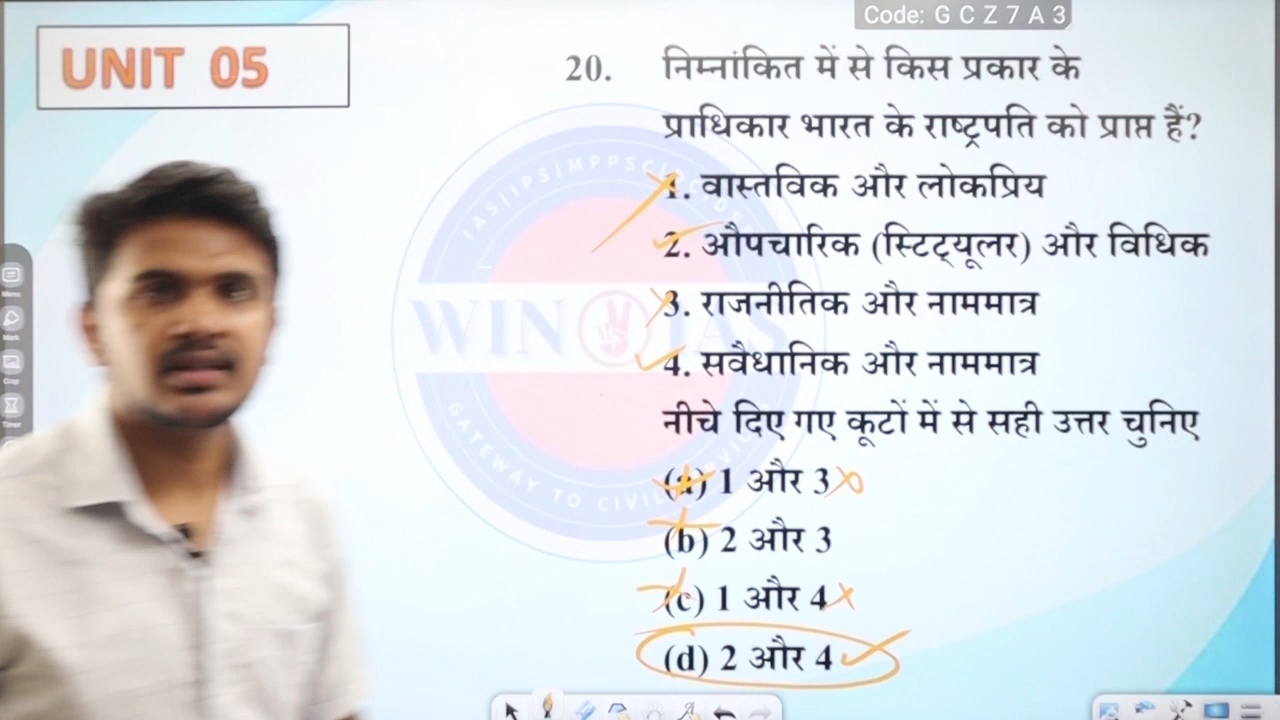 Code: G C Z 7 A 3
UNIT 05
20. निम्नांकित में से किस प्रकार के
प्राधिकार भारत के राष्ट्रपति को प्राप्त हैं?
1. वास्तविक और लोकप्रिय
2. औपचारिक (स्टिट्यूलर) और विधिक
3. राजनीतिक और नाममात्र
4. सवैधानिक और नाममात्र
नीचे दिए गए कूटों में से सही उत्तर चुनिए
(a) 1 और 3
(b) 2 और 3
(c) 1 और 4
(d) 2 और 4
WIN IAS
GATEWAY TO CIVIL